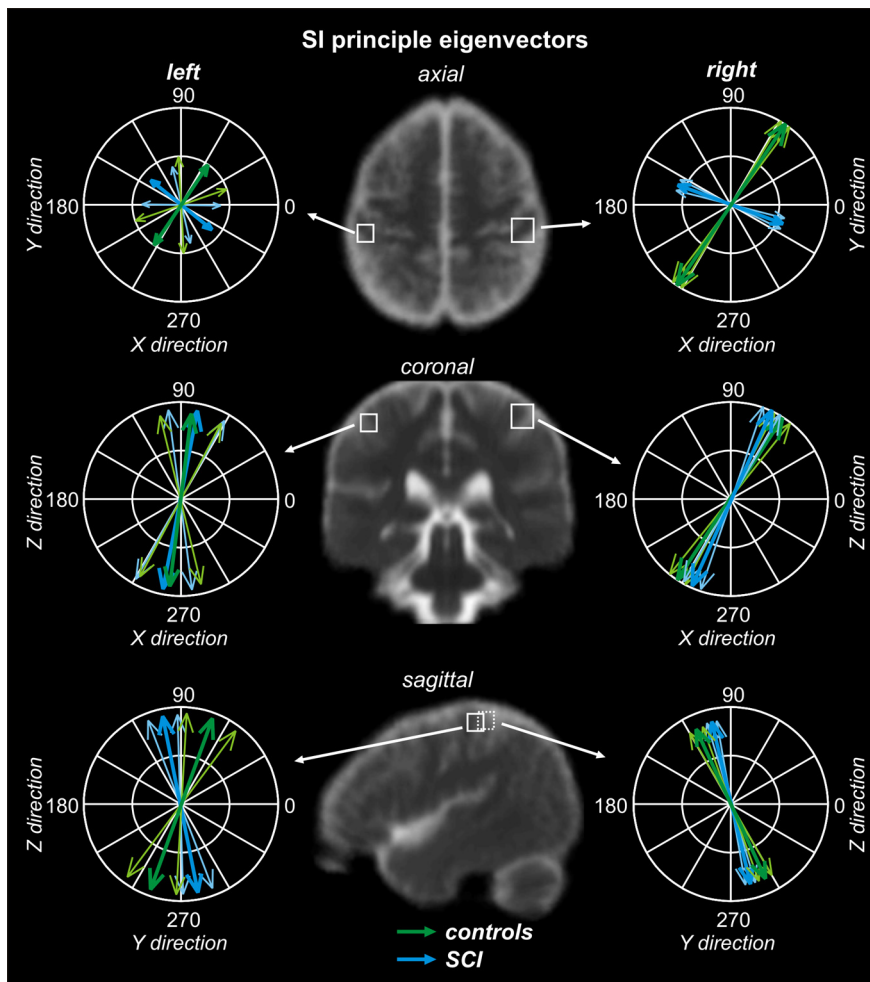 SI principle eigenvectors
left
axial
right
90
90
Y direction
180
0
180
0
Y direction
270
270
X direction
X direction
coronal
90
90
Z direction
180
0
180
0
Z direction
270
270
X direction
X direction
sagittal
90
90
Z direction
180
0
180
0
Z direction
270
270
Y direction
Y direction
controls
SCI